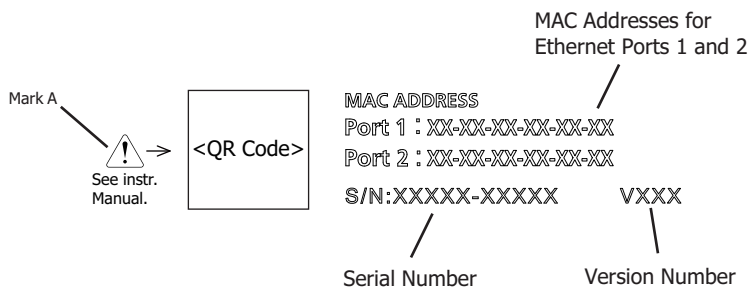 MAC Addresses for
Ethernet Ports 1 and 2
Mark A
See instr.
Manual.
<QR Code>
MAC ADDRESS
Port 1 : XX-XX-XX-XX-XX-XX
Port 2 : XX-XX-XX-XX-XX-XX
S/N:XXXXX-XXXXX VXXX
Serial Number Version Number